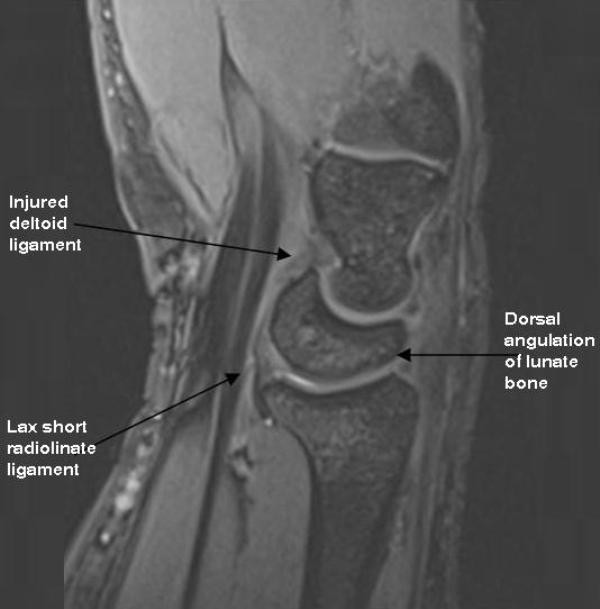 Injured
deltoid
ligament
Dorsal
angulation
of lunate
bone
Lax short
radiolinate
ligament